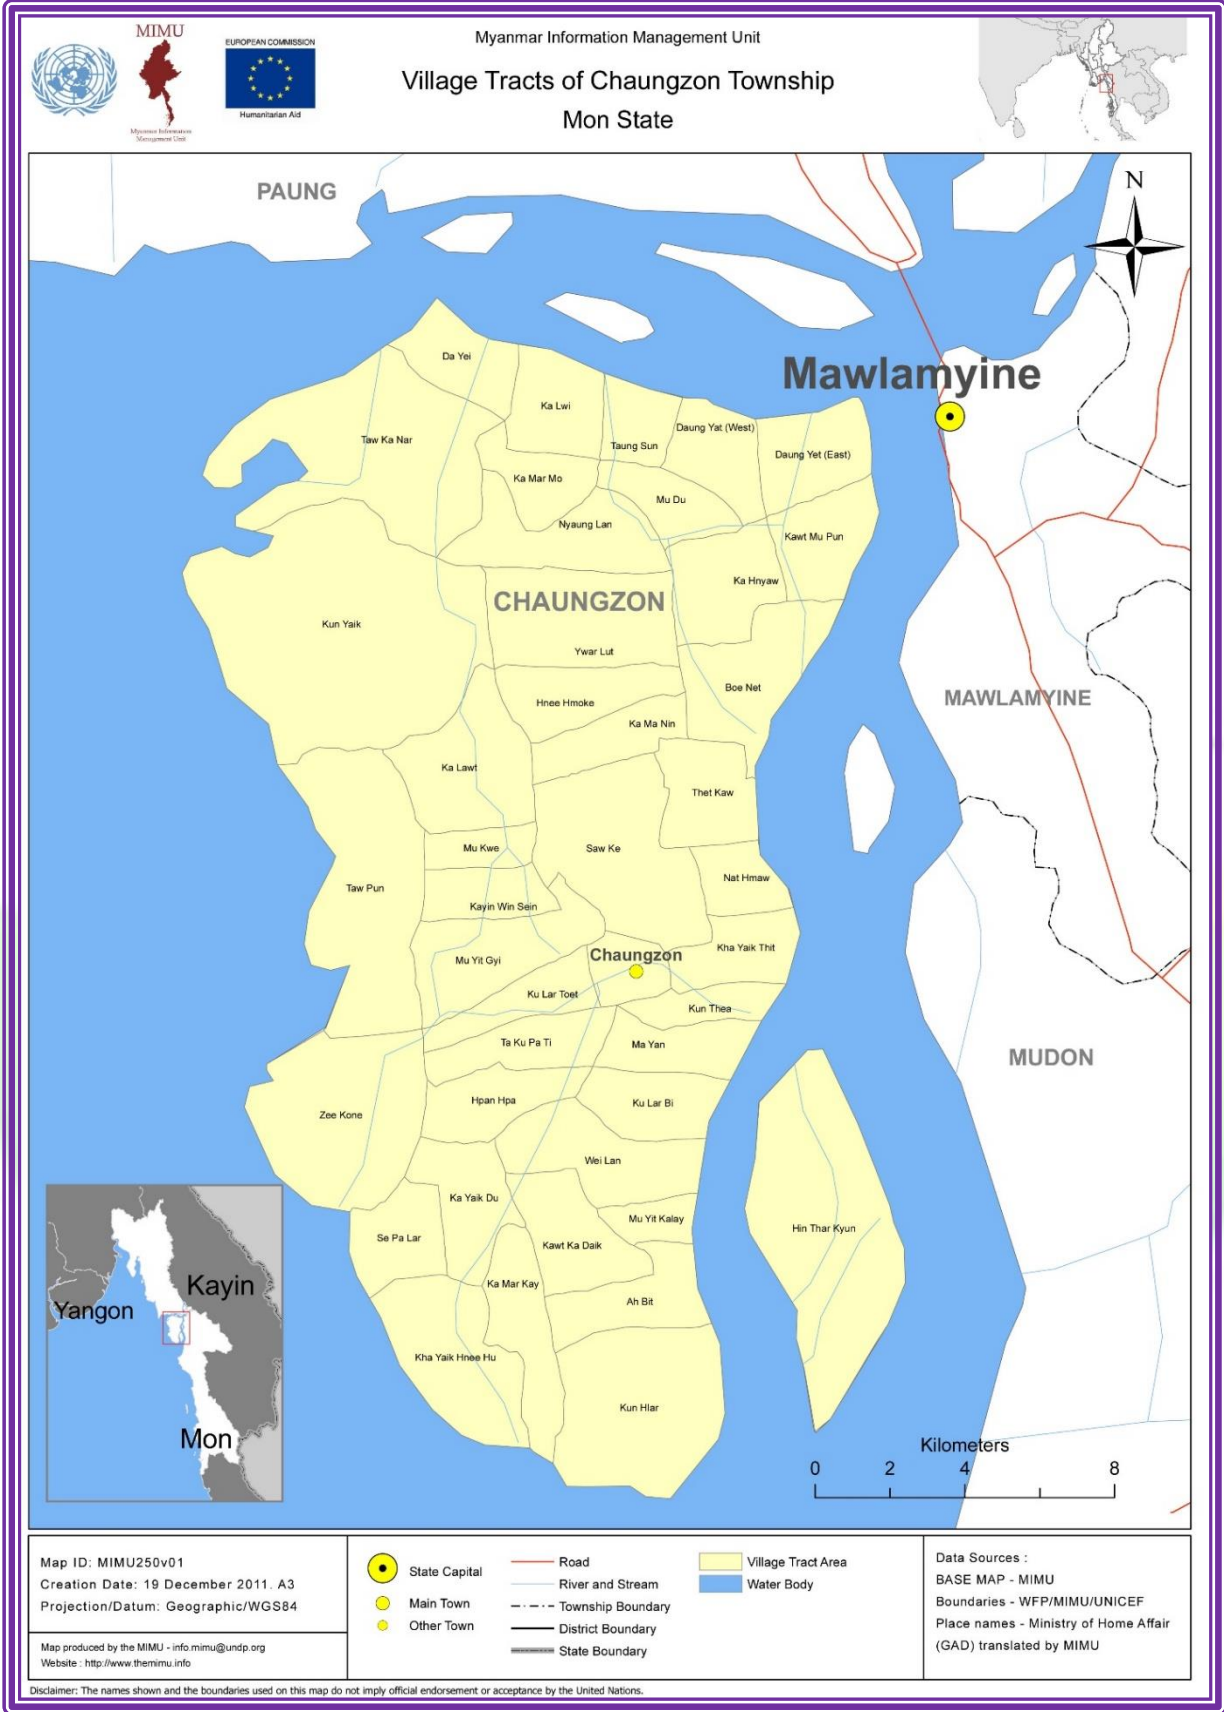 MIMU
Myanmar Information
Management Unit
EUROPEAN COMMISSION
Humanitarian Aid
Myanmar Information Management Unit
Village Tracts of Chaungzon Township
Mon State
PAUNG
N
Mawlamyine
Da Yei
Ka Lwi
Taw Ka Nar
Taung Sun
Daung Yat (West)
Daung Yet (East)
Ka Mar Mo
Mu Du
Nyaung Lan
Kawt Mu Pun
Ka Hnyaw
CHAUNGZON
Kun Yaik
Ywar Lut
Boe Net
MAWLAMYINE
Hnee Hmoke
Ka Ma Nin
Ka Lawt
Thet Kaw
Mu Kwe
Saw Ke
Taw Pun
Nat Hmaw
Kayin Win Sein
Kha Yaik Thit
Mu Yit Gyi
Chaungzon
Ku Lar Toet
Kun Thea
Ta Ku Pa Ti
Ma Yan
MUDON
Hpan Hpa
Ku Lar Bi
Zee Kone
Wei Lan
Ka Yaik Du
Mu Yit Kalay
Hin Thar Kyun
Se Pa Lar
Kawt Ka Daik
Ka Mar Kay
Ah Bit
Kha Yaik Hnee Hu
Kun Hlar
Kayin
Yangon
Mon
Kilometers
0 2 4 8
Map ID: MIMU250v01
Creation Date: 19 December 2011. A3
Projection/Datum: Geographic/WGS84
Map produced by the MIMU - info.mimu@undp.org
Website : http://www.themimu.info
State Capital
Main Town
Other Town
Road
River and Stream
Township Boundary
District Boundary
State Boundary
Village Tract Area
Water Body
Data Sources :
BASE MAP - MIMU
Boundaries - WFP/MIMU/UNICEF
Place names - Ministry of Home Affair
(GAD) translated by MIMU
Disclaimer: The names shown and the boundaries used on this map do not imply official endorsement or acceptance by the United Nations.